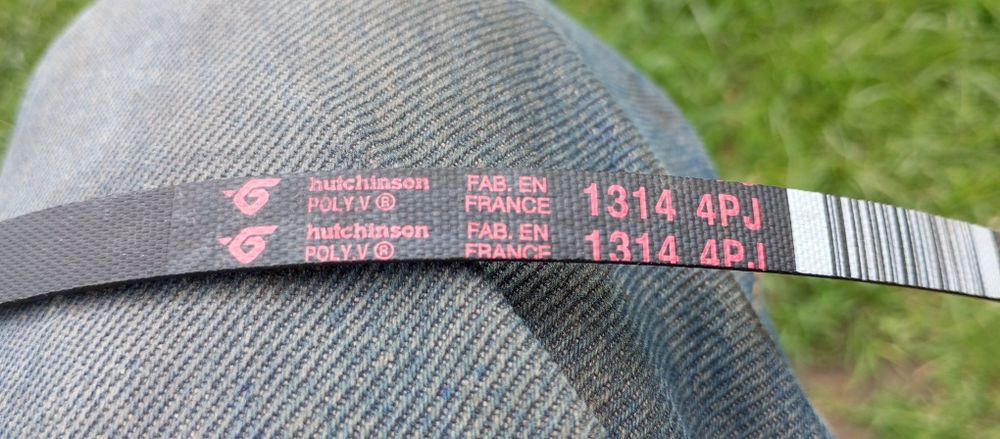 hutchinson FAB. EN 1314 4PJ
POLY.V ® FRANCE
hutchinson FAB. EN 1314 4PJ
POLY.V ® FRANCE